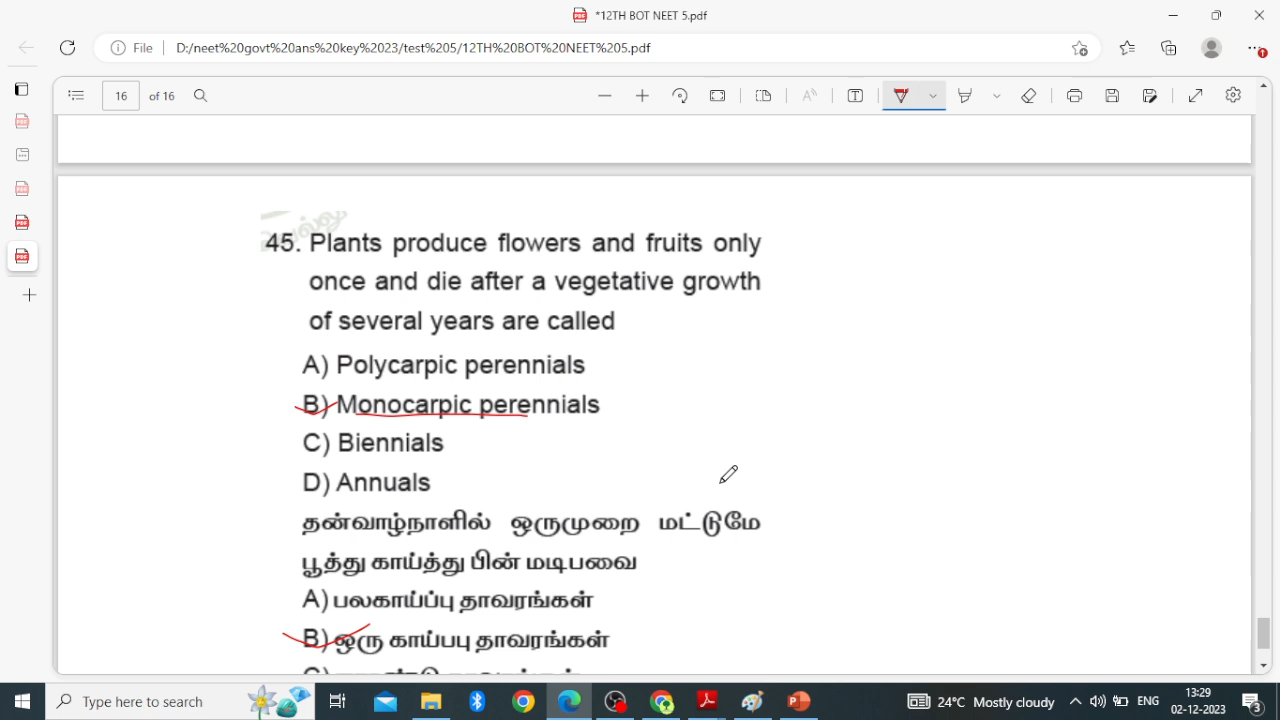 *12TH BOT NEET 5.pdf
File D:/neet%20govt%20ans%20key%2023/test%205/12TH%20BOT%20NEET%205.pdf
16 of 16
45. Plants produce flowers and fruits only
once and die after a vegetative growth
of several years are called
A) Polycarpic perennials
B) Monocarpic perennials
C) Biennials
D) Annuals
தன்வாழ்நாளில் ஒருமுறை மட்டுமே
பூத்து காய்த்து பின் மடிபவை
A) பலகாய்ப்பு தாவரங்கள்
B) ஒரு காய்பபு தாவரங்கள்
Type here to search
24°C Mostly cloudy
ENG
13:29
02-12-2023
3